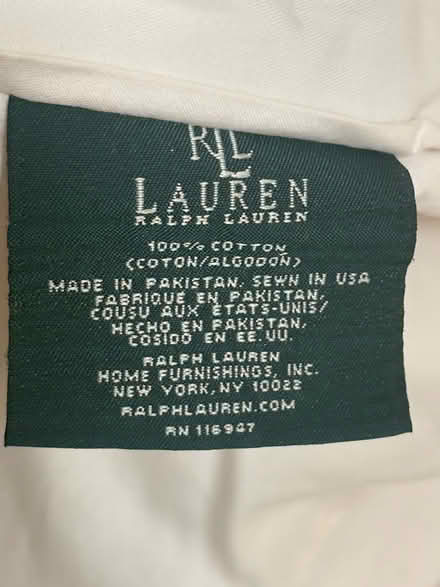 RLL
LAUREN
RALPH LAUREN
100% COTTON
(COTON/ALGODON)
MADE IN PAKISTAN. SEWN IN USA
FABRIQUÉ EN PAKISTAN,
COUSU AUX ÉTATS-UNIS/
HECHO EN PAKISTAN,
COSIDO EN EE.UU.
RALPH LAUREN
HOME FURNISHINGS, INC.
NEW YORK, NY 10022
RALPHLAUREN.COM
RN 116947